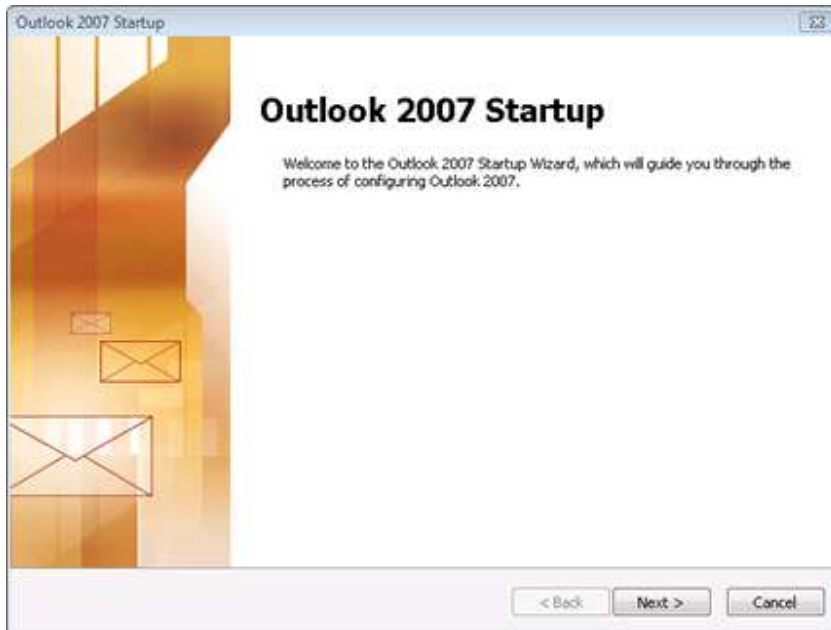 Outlook 2007 Startup
Outlook 2007 Startup
Welcome to the Outlook 2007 Startup Wizard, which will guide you through the
process of configuring Outlook 2007.
< Back Next > Cancel